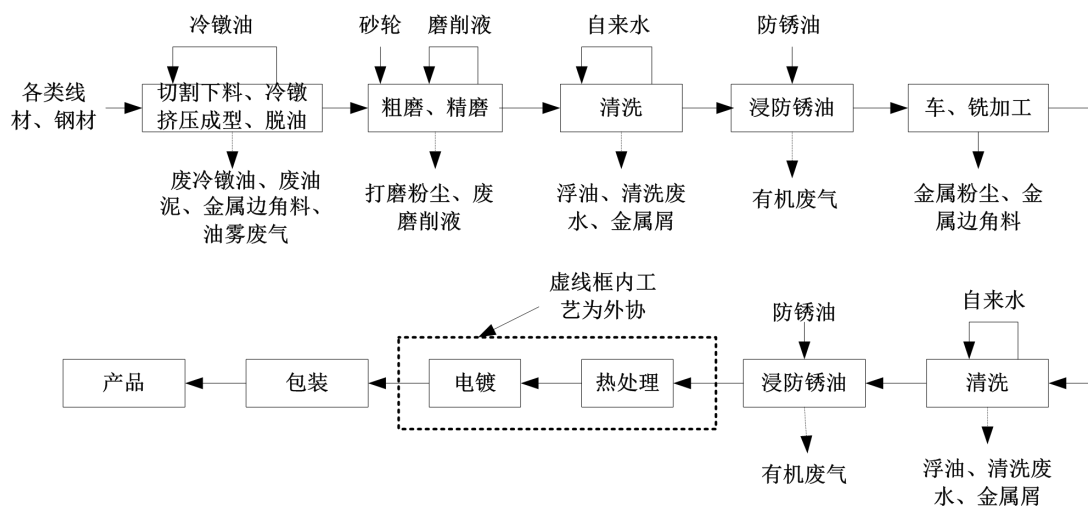 冷镦油
砂轮
磨削液
自来水
防锈油
各类线
材、钢材
切割下料、冷镦
挤压成型、脱油
粗磨、精磨
清洗
浸防锈油
车、铣加工
废冷镦油、废油
泥、金属边角料、
油雾废气
打磨粉尘、废
磨削液
浮油、清洗废
水、金属屑
有机废气
金属粉尘、金
属边角料
虚线框内工
艺为外协
防锈油
自来水
产品
包装
电镀
热处理
浸防锈油
清洗
有机废气
浮油、清洗废
水、金属屑